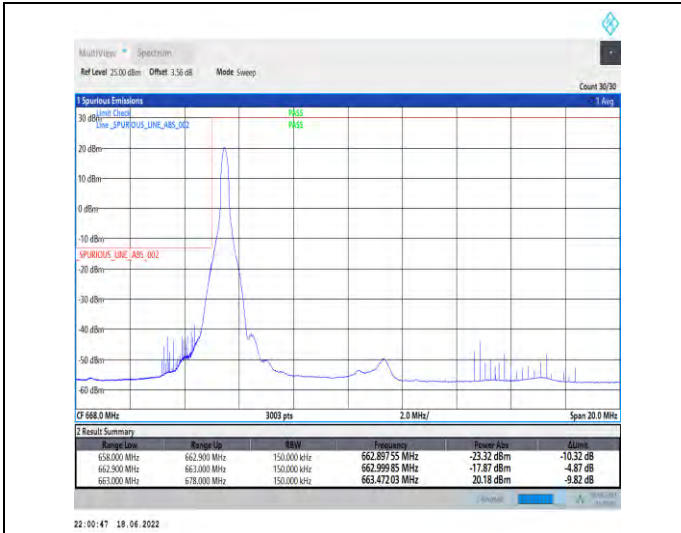 MultiView Spectrum
Ref Level 25.00 dBm Offset 3.56 dB Mode Sweep
Count 30/30
1 Spurious Emissions 1 Avg
Limit Check PASS
Line _SPURIOUS_LINE_ABS_002 PASS
30 dBm
20 dBm
10 dBm
0 dBm
-10 dBm
_SPURIOUS_LINE_ABS_002
-20 dBm
-30 dBm
-40 dBm
-50 dBm
-60 dBm
CF 668.0 MHz 3003 pts 2.0 MHz/ Span 20.0 MHz
2 Result Summary
Range Low Range Up RBW Frequency Power Abs ΔLimit
658.000 MHz 662.900 MHz 150.000 kHz 662.89755 MHz -23.32 dBm -10.32 dB
662.900 MHz 663.000 MHz 150.000 kHz 662.99985 MHz -17.87 dBm -4.87 dB
663.000 MHz 678.000 MHz 150.000 kHz 663.47203 MHz 20.18 dBm -9.82 dB
22:00:47 18.06.2022